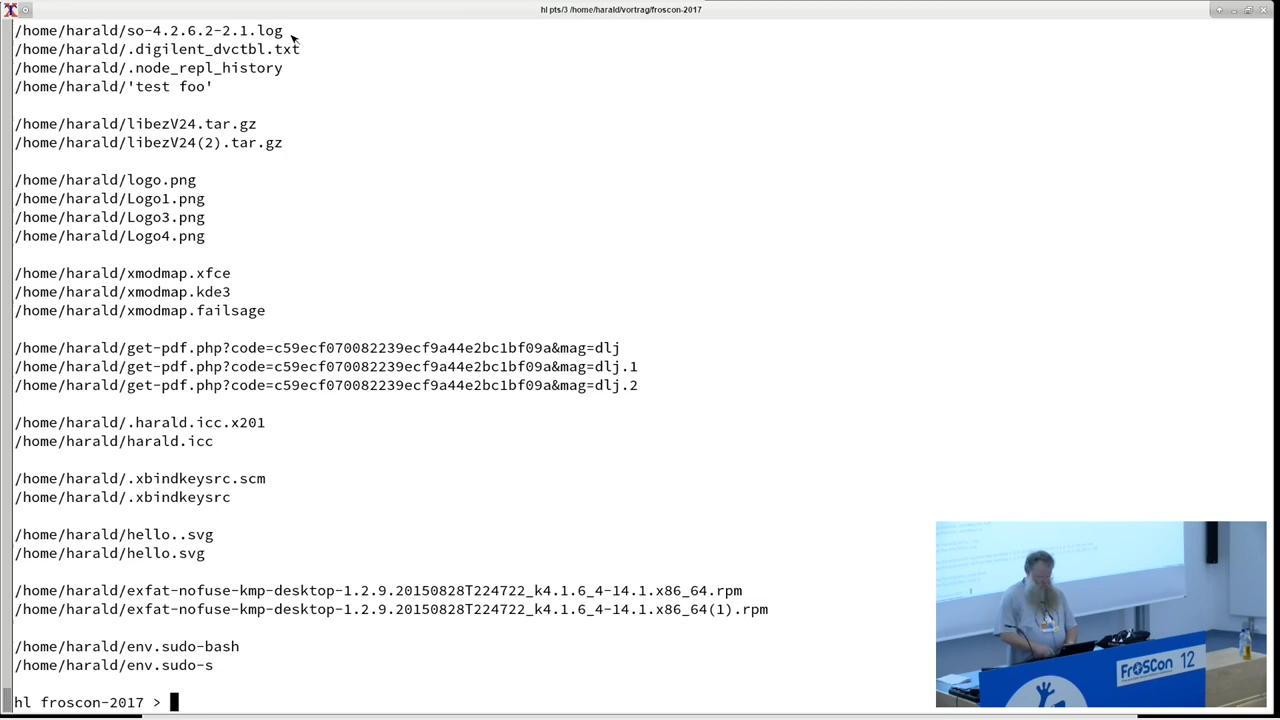 hl pts/3 /home/harald/vortrag/froscon-2017
/home/harald/so-4.2.6.2-2.1.log
/home/harald/.digilent_dvctbl.txt
/home/harald/.node_repl_history
/home/harald/'test foo'
/home/harald/libezV24.tar.gz
/home/harald/libezV24(2).tar.gz
/home/harald/logo.png
/home/harald/Logo1.png
/home/harald/Logo3.png
/home/harald/Logo4.png
/home/harald/xmodmap.xfce
/home/harald/xmodmap.kde3
/home/harald/xmodmap.failsage
/home/harald/get-pdf.php?code=c59ecf070082239ecf9a44e2bc1bf09a&mag=dlj
/home/harald/get-pdf.php?code=c59ecf070082239ecf9a44e2bc1bf09a&mag=dlj.1
/home/harald/get-pdf.php?code=c59ecf070082239ecf9a44e2bc1bf09a&mag=dlj.2
/home/harald/.harald.icc.x201
/home/harald/harald.icc
/home/harald/.xbindkeysrc.scm
/home/harald/.xbindkeysrc
/home/harald/hello..svg
/home/harald/hello.svg
/home/harald/exfat-nofuse-kmp-desktop-1.2.9.20150828T224722_k4.1.6_4-14.1.x86_64.rpm
/home/harald/exfat-nofuse-kmp-desktop-1.2.9.20150828T224722_k4.1.6_4-14.1.x86_64(1).rpm
/home/harald/env.sudo-bash
/home/harald/env.sudo-s
hl froscon-2017 >
FrOSCon 12